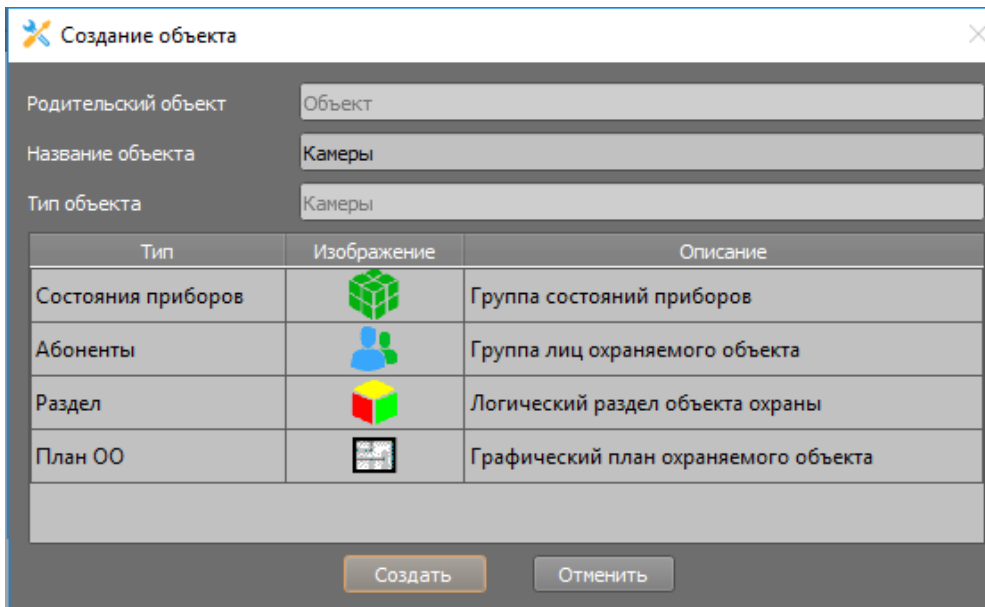 Создание объекта
Родительский объект Объект
Название объекта Камеры
Тип объекта Камеры
Тип Изображение Описание
Состояния приборов Группа состояний приборов
Абоненты Группа лиц охраняемого объекта
Раздел Логический раздел объекта охраны
План ОО Графический план охраняемого объекта
Создать Отменить